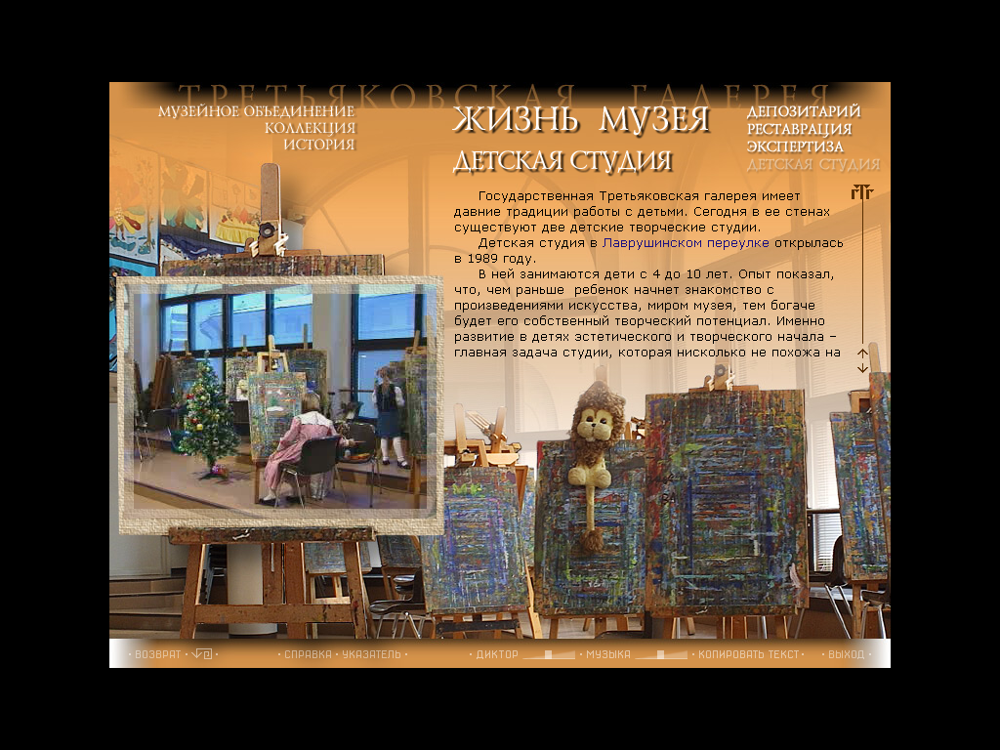 ТРЕТЬЯКОВСКАЯ ГАЛЕРЕЯ
МУЗЕЙНОЕ ОБЪЕДИНЕНИЕ
КОЛЛЕКЦИЯ
ИСТОРИЯ
ЖИЗНЬ МУЗЕЯ
ДЕТСКАЯ СТУДИЯ
ДЕПОЗИТАРИЙ
РЕСТАВРАЦИЯ
ЭКСПЕРТИЗА
ДЕТСКАЯ СТУДИЯ
Государственная Третьяковская галерея имеет
давние традиции работы с детьми. Сегодня в ее стенах
существуют две детские творческие студии.
Детская студия в Лаврушинском переулке открылась
в 1989 году.
В ней занимаются дети с 4 до 10 лет. Опыт показал,
что, чем раньше ребенок начнет знакомство с
произведениями искусства, миром музея, тем богаче
будет его собственный творческий потенциал. Именно
развитие в детях эстетического и творческого начала –
главная задача студии, которая нисколько не похожа на
· ВОЗВРАТ · · СПРАВКА · УКАЗАТЕЛЬ · · ДИКТОР · МУЗЫКА · КОПИРОВАТЬ ТЕКСТ · · ВЫХОД ·